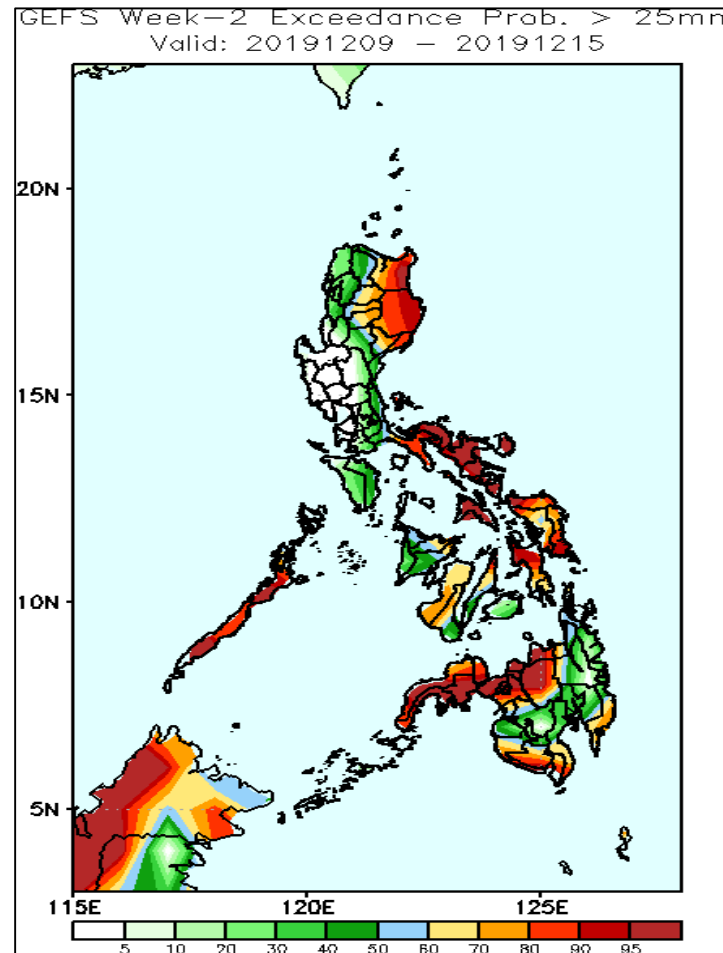 GEFS Week-2 Exceedance Prob. > 25mm
Valid: 20191209 - 20191215
20N
15N
10N
5N
115E 120E 125E
5 10 20 30 40 50 60 70 80 90 95